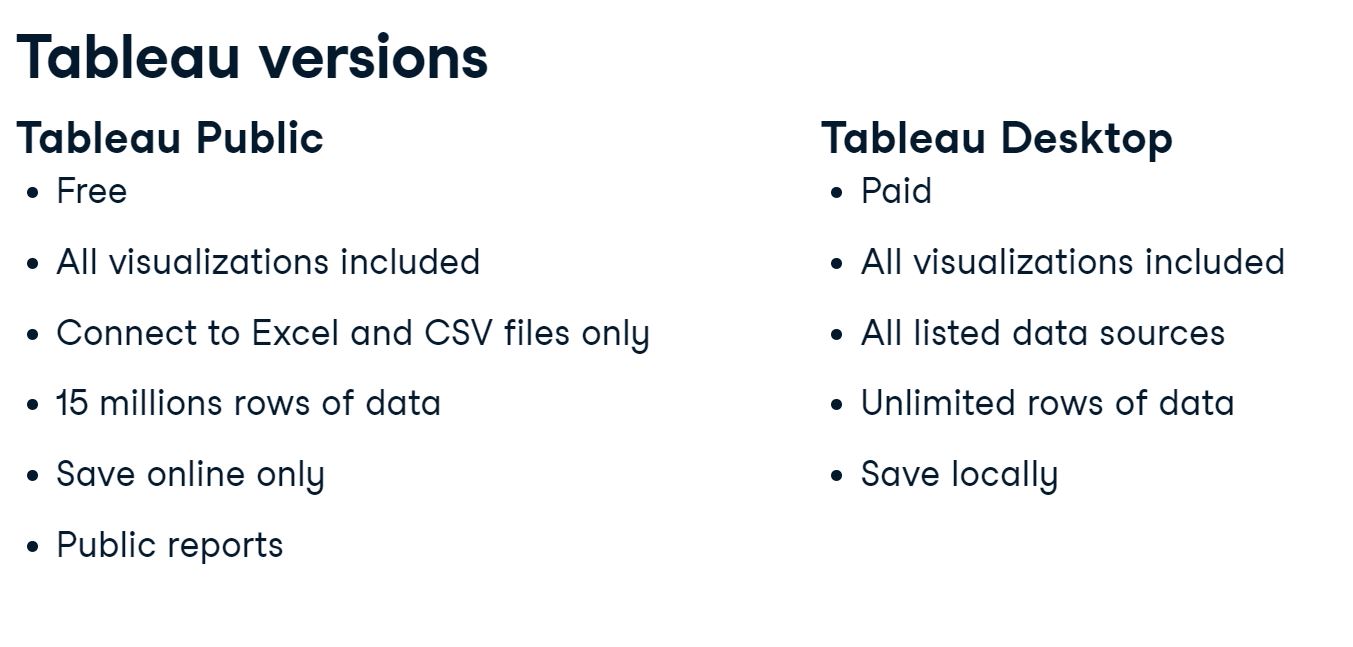 Tableau versions
Tableau Public
• Free
• All visualizations included
• Connect to Excel and CSV files only
• 15 millions rows of data
• Save online only
• Public reports
Tableau Desktop
• Paid
• All visualizations included
• All listed data sources
• Unlimited rows of data
• Save locally